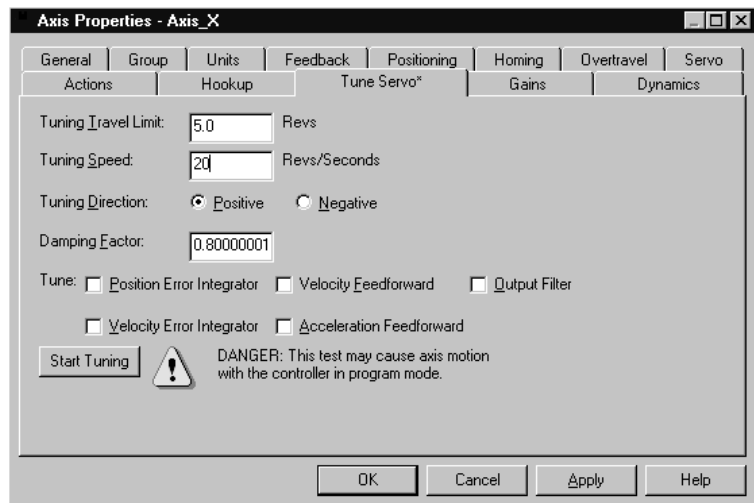 Axis Properties - Axis_X
General Group Units Feedback Positioning Homing Overtravel Servo
Actions Hookup Tune Servo* Gains Dynamics
Tuning Travel Limit: 5.0 Revs
Tuning Speed: 20 Revs/Seconds
Tuning Direction: Positive Negative
Damping Factor: 0.80000001
Tune: Position Error Integrator Velocity Feedforward Output Filter
Velocity Error Integrator Acceleration Feedforward
Start Tuning DANGER: This test may cause axis motion
with the controller in program mode.
OK Cancel Apply Help